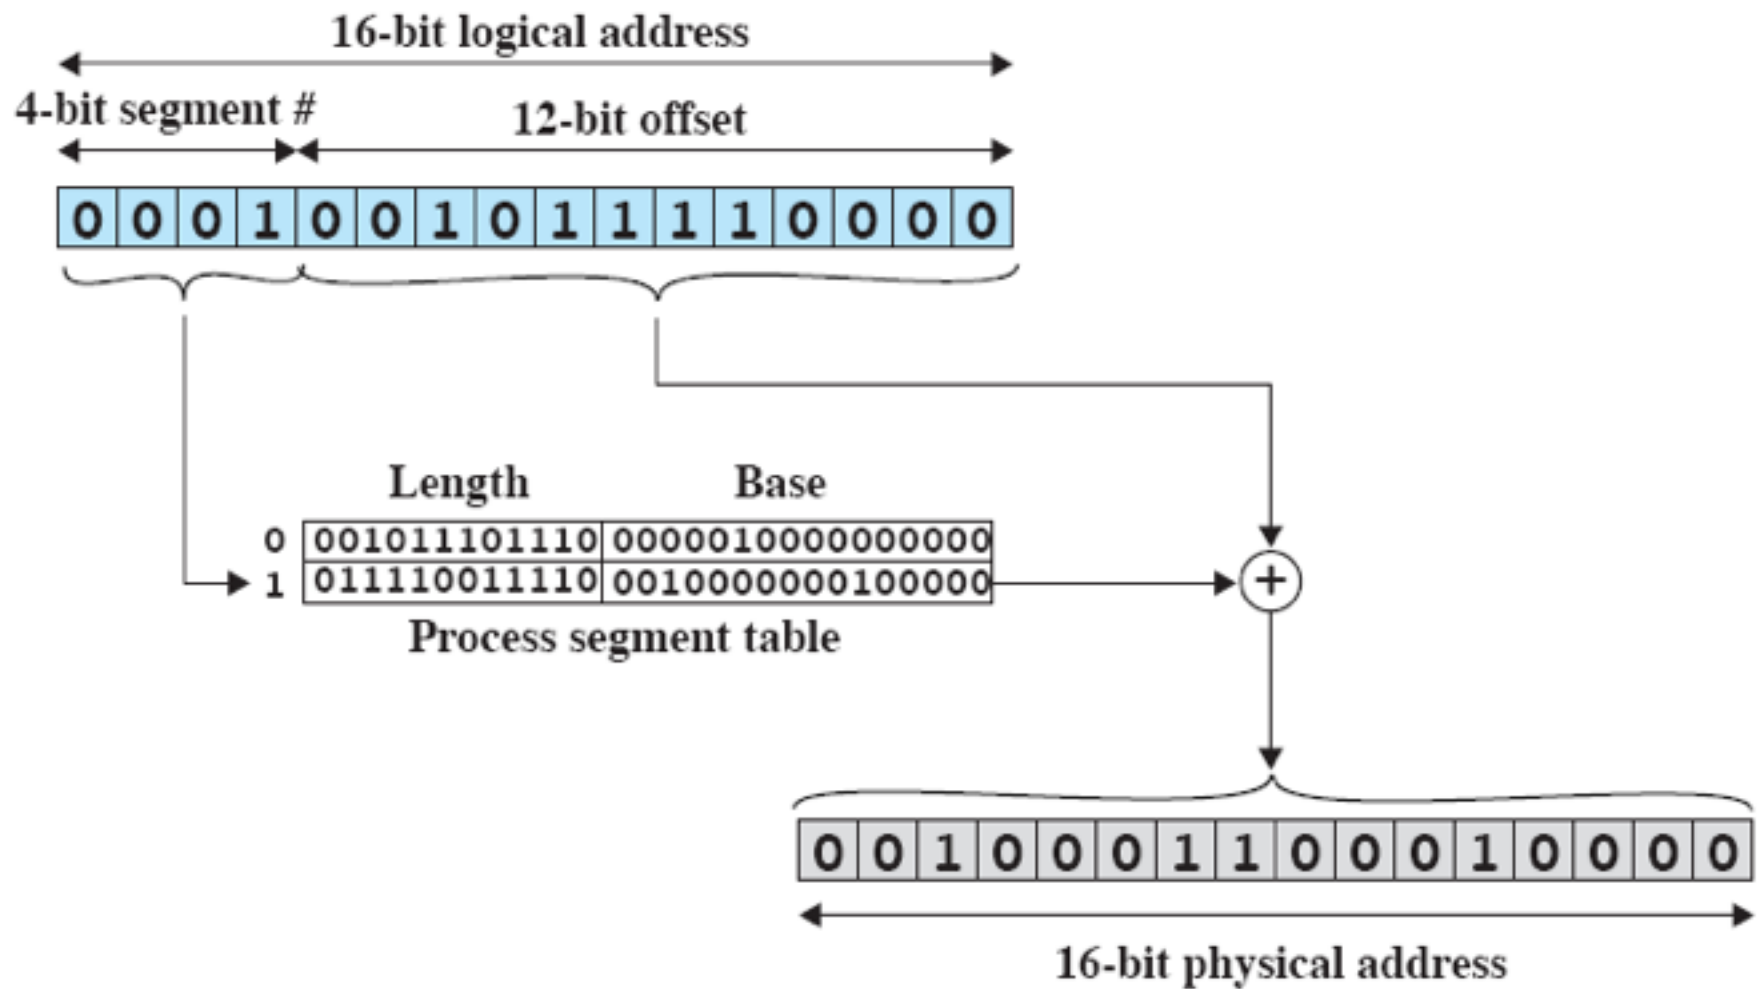 16-bit logical address
4-bit segment # 12-bit offset
0 0 0 1 0 0 1 0 1 1 1 1 0 0 0 0
Length Base
0 001011101110 0000010000000000
1 011110011110 0010000000100000
+
Process segment table
0 0 1 0 0 0 1 1 0 0 0 1 0 0 0 0
16-bit physical address